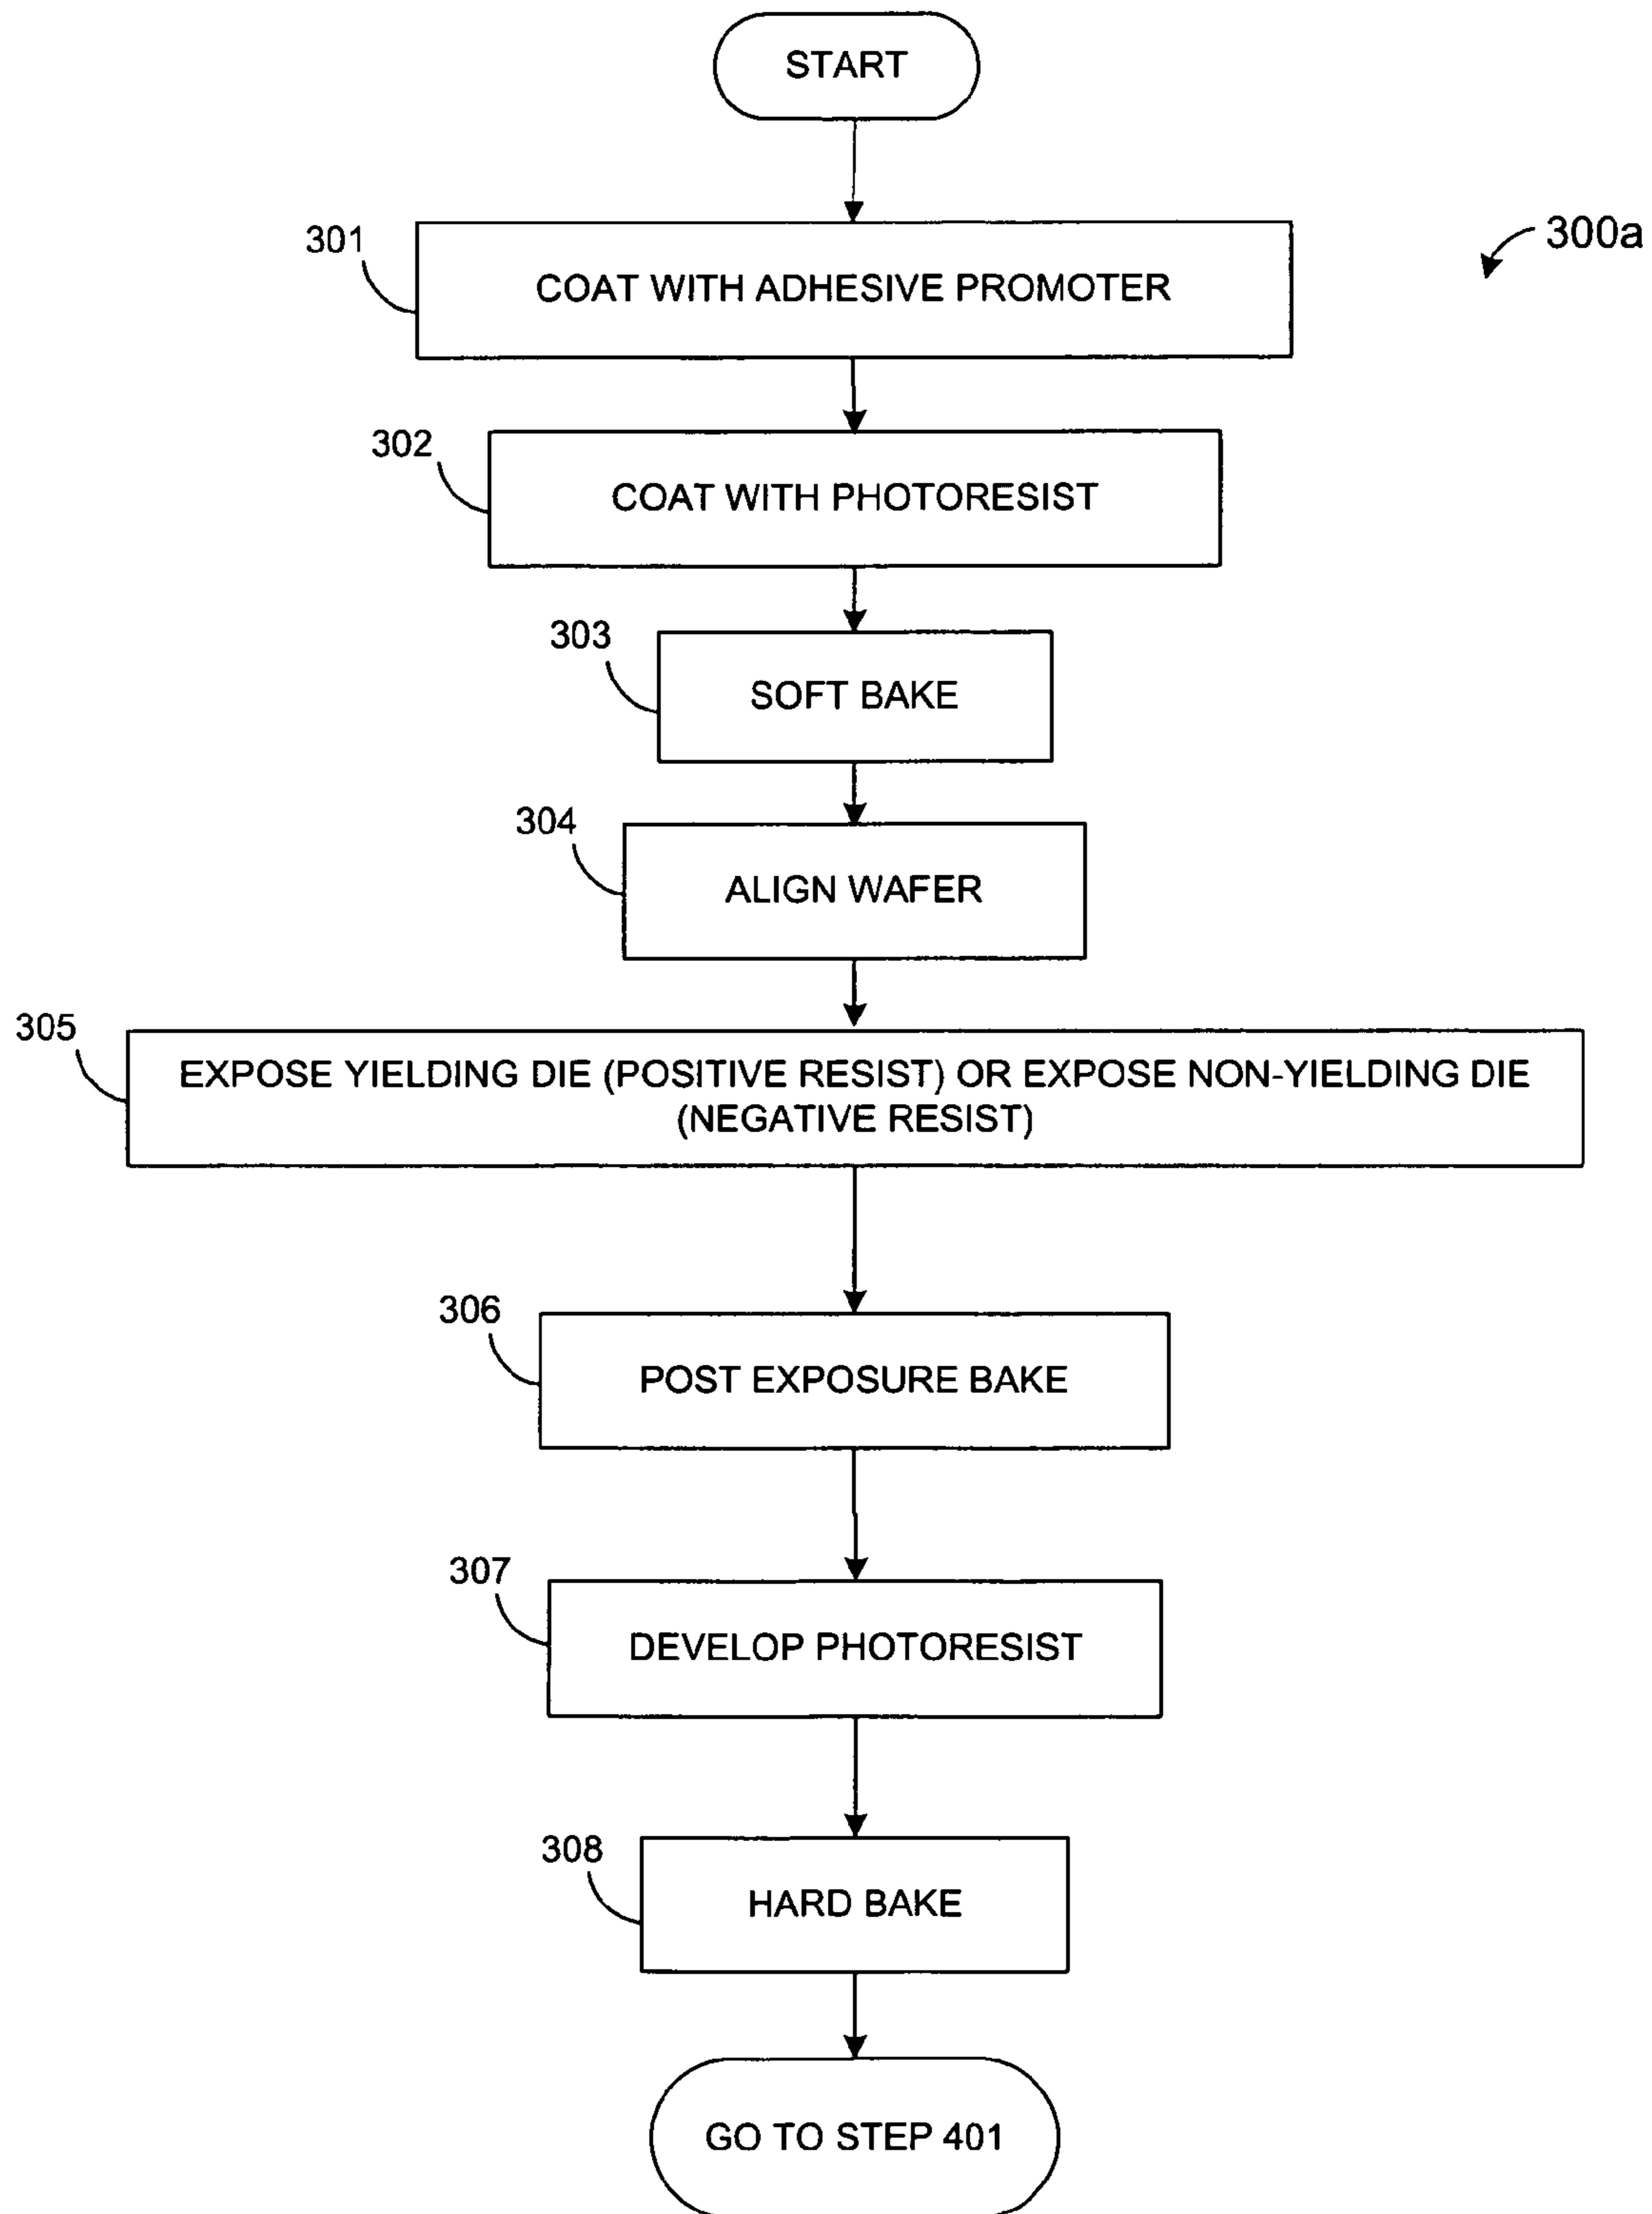 START
300a
301
COAT WITH ADHESIVE PROMOTER
302
COAT WITH PHOTORESIST
303
SOFT BAKE
304
ALIGN WAFER
305
EXPOSE YIELDING DIE (POSITIVE RESIST) OR EXPOSE NON-YIELDING DIE
(NEGATIVE RESIST)
306
POST EXPOSURE BAKE
307
DEVELOP PHOTORESIST
308
HARD BAKE
GO TO STEP 401